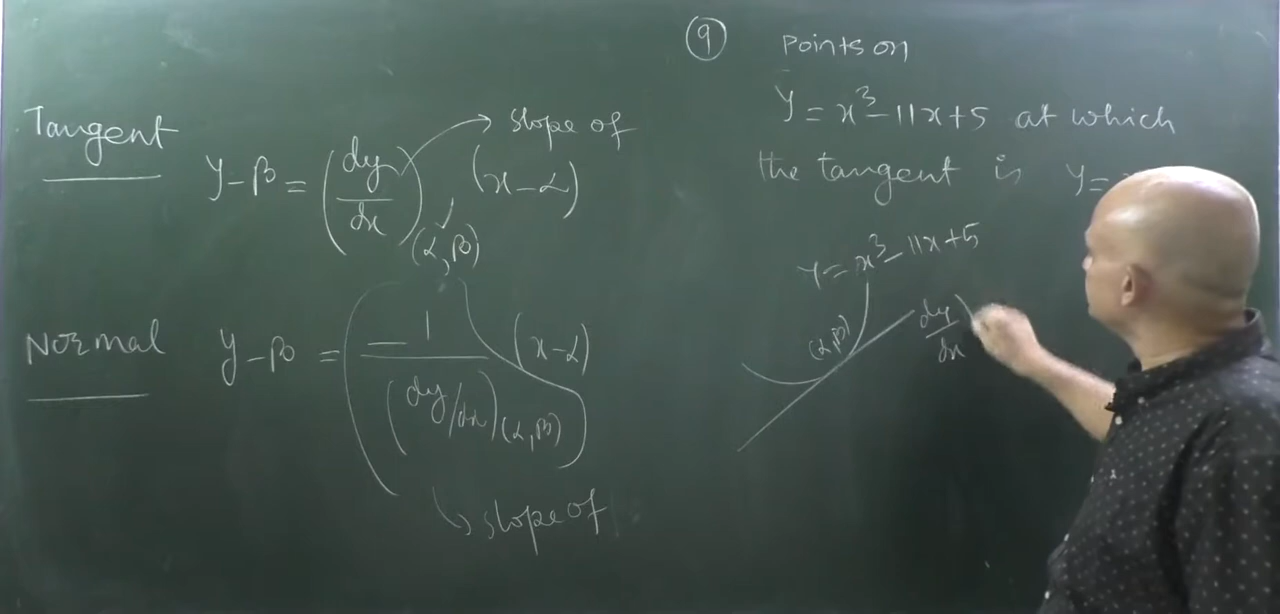 Tangent
y-β = (dy/dx)(α,β) (x-α)
slope of
Normal
y-β = (-1/(dy/dx)(α,β)) (x-α)
slope of
9
Points on
y = x³-11x+5 at which
the tangent is y =
y = x³-11x+5
(α,β)
dy/dx)